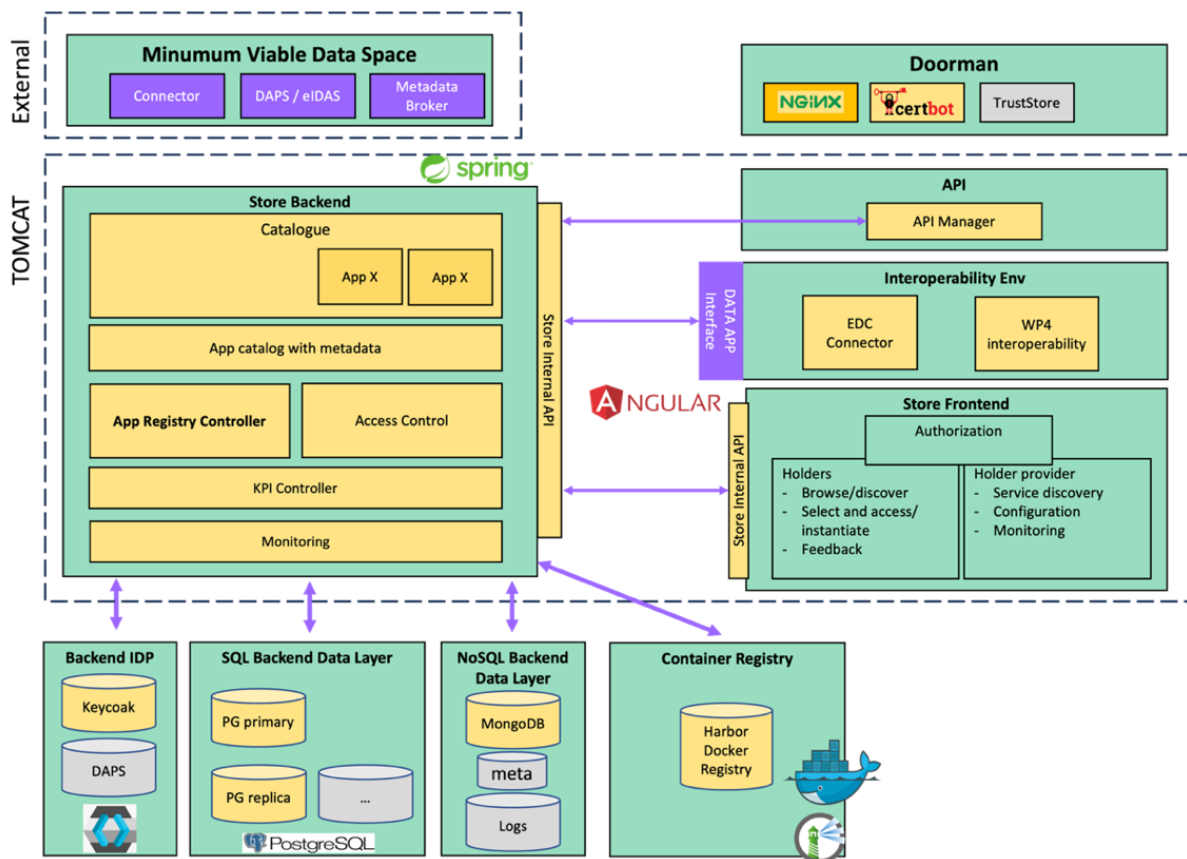 External
Minumum Viable Data Space
Connector
DAPS / eIDAS
Metadata
Broker
Doorman
NGiNX
certbot
TrustStore
TOMCAT
spring
Store Backend
Catalogue
App X
App X
App catalog with metadata
App Registry Controller
Access Control
KPI Controller
Monitoring
Store Internal API
API
API Manager
DATA APP
Interface
Interoperability Env
EDC
Connector
WP4
interoperability
ANGULAR
Store Internal API
Store Frontend
Authorization
Holders
- Browse/discover
- Select and access/
instantiate
- Feedback
Holder provider
- Service discovery
- Configuration
- Monitoring
Backend IDP
Keycoak
DAPS
SQL Backend Data Layer
PG primary
PG replica
...
PostgreSQL
NoSQL Backend
Data Layer
MongoDB
meta
Logs
Container Registry
Harbor
Docker
Registry